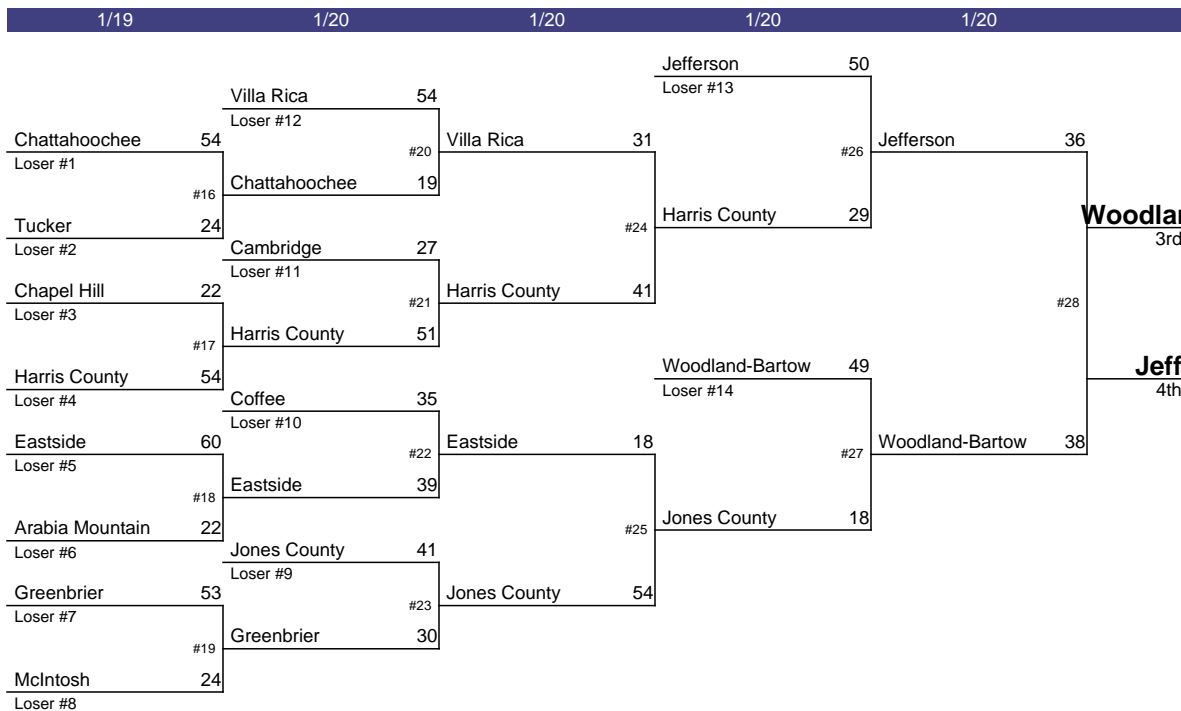 1/19 1/20 1/20 1/20 1/20
Jefferson 50
Loser #13
Villa Rica 54
Loser #12
Chattahoochee 54
Loser #1
#20
Villa Rica 31
#26
Jefferson 36
#16
Chattahoochee 19
Tucker 24
Loser #2
#24
Harris County 29
Woodlan
3rd
Cambridge 27
Loser #11
Chapel Hill 22
Loser #3
#21
Harris County 41
#28
#17
Harris County 51
Harris County 54
Loser #4
Woodland-Bartow 49
Loser #14
Jeff
4th
Coffee 35
Loser #10
Eastside 60
Loser #5
#22
Eastside 18
#27
Woodland-Bartow 38
#18
Eastside 39
Arabia Mountain 22
Loser #6
#25
Jones County 18
Jones County 41
Loser #9
Greenbrier 53
Loser #7
#23
Jones County 54
#19
Greenbrier 30
McIntosh 24
Loser #8